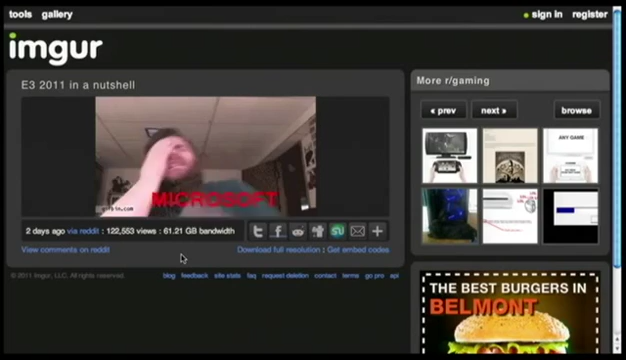 tools gallery
sign in register
imgur
E3 2011 in a nutshell
MICROSOFT
2 days ago via reddit : 122,553 views : 61.21 GB bandwidth
View comments on reddit
Download full resolution : Get embed codes
© 2011 Imgur, LLC. All rights reserved.
blog feedback site stats faq request deletion contact terms go pro api
More r/gaming
« prev next » browse
ANY GAME
THE BEST BURGERS IN
BELMONT